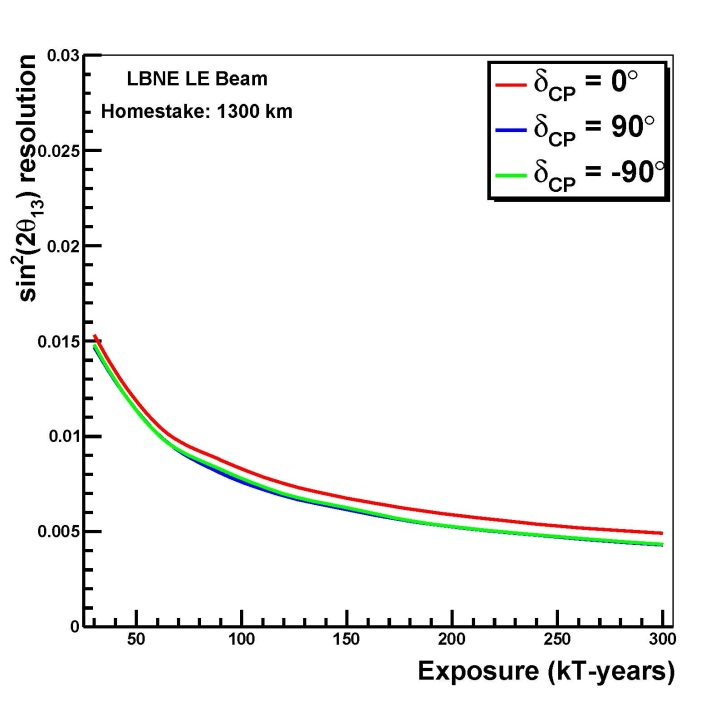 0.03
0.025
0.02
0.015
0.01
0.005
0
sin²(2θ₁₃) resolution
LBNE LE Beam
Homestake: 1300 km
δCP = 0°
δCP = 90°
δCP = -90°
50 100 150 200 250 300
Exposure (kT-years)